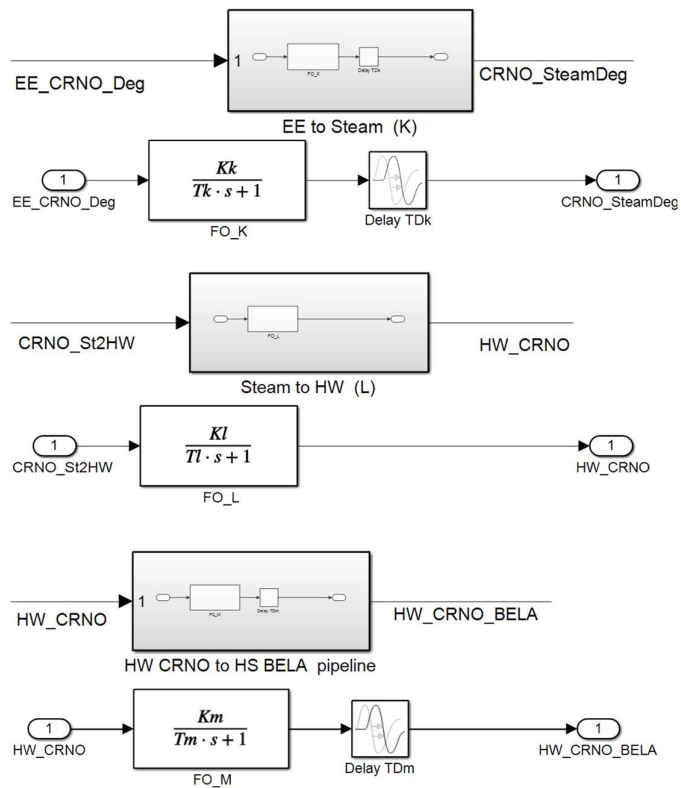 1
FO_K
Delay TDk
EE_CRNO_Deg
CRNO_SteamDeg
EE to Steam (K)
1
Kk
Tk · s + 1
1
EE_CRNO_Deg
CRNO_SteamDeg
Delay TDk
FO_K
FO_L
CRNO_St2HW
HW_CRNO
Steam to HW (L)
1
Kl
Tl · s + 1
1
CRNO_St2HW
HW_CRNO
FO_L
1
FO_M
Delay TDm
HW_CRNO
HW_CRNO_BELA
HW CRNO to HS BELA pipeline
1
Km
Tm · s + 1
1
HW_CRNO
HW_CRNO_BELA
Delay TDm
FO_M